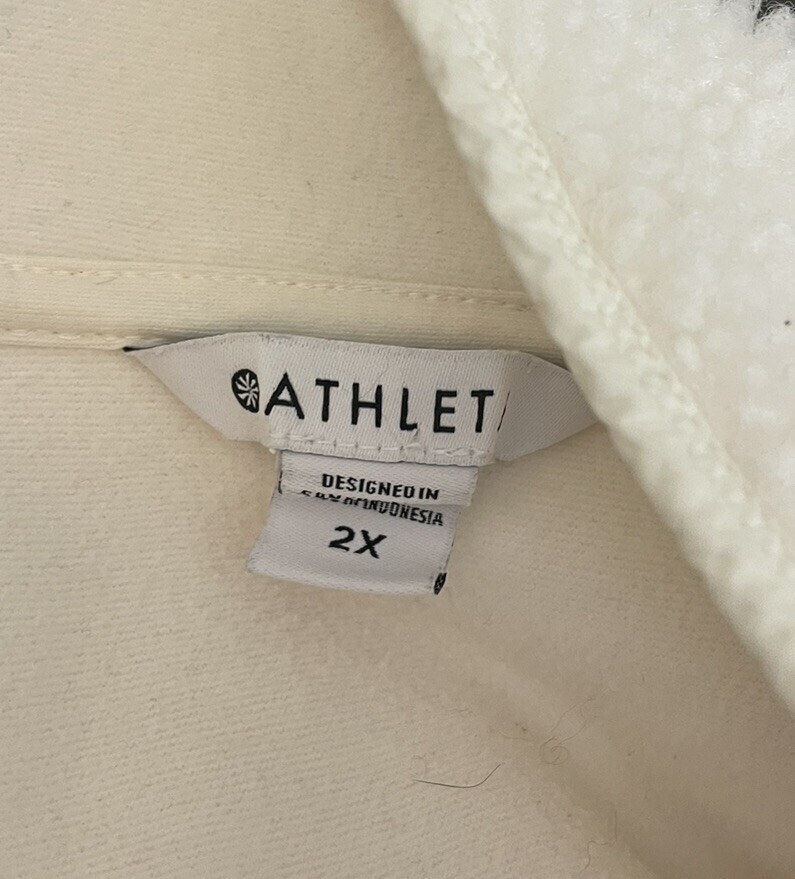 ATHLET
DESIGNED IN
INDONESIA
2X